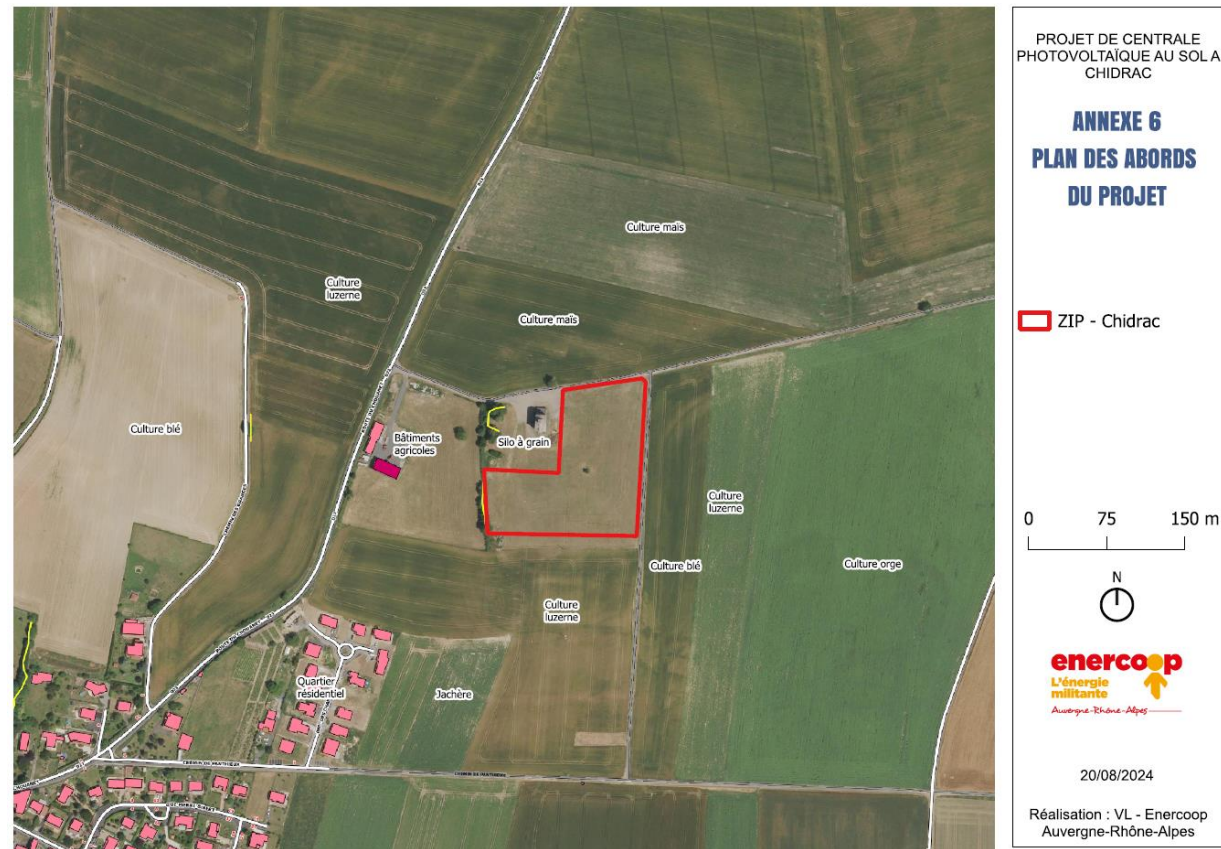 Culture maïs
Culture luzerne
Culture maïs
Culture blé
Bâtiments
agricoles
Silo à grain
Culture
luzerne
Culture blé
Culture orge
Culture
luzerne
Quartier
résidentiel
Jachère
PROJET DE CENTRALE
PHOTOVOLTAÏQUE AU SOL A
CHIDRAC
ANNEXE 6
PLAN DES ABORDS
DU PROJET
ZIP - Chidrac
0 75 150 m
N
enercoop
L'énergie
militante
Auvergne-Rhône-Alpes
20/08/2024
Réalisation : VL - Enercoop
Auvergne-Rhône-Alpes